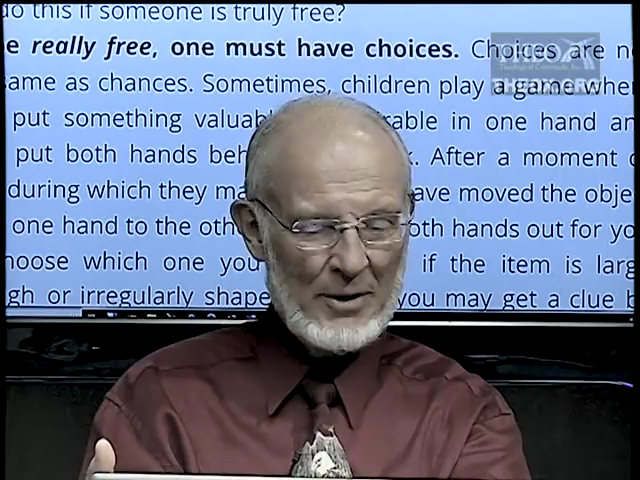 do this if someone is truly free?
e really free, one must have choices. Choices are n
same as chances. Sometimes, children play a game whe
put something valuab rable in one hand an
put both hands beh k. After a moment o
during which they ma ave moved the obje
one hand to the oth oth hands out for yo
hoose which one you if the item is larg
gh or irregularly shape you may get a clue b